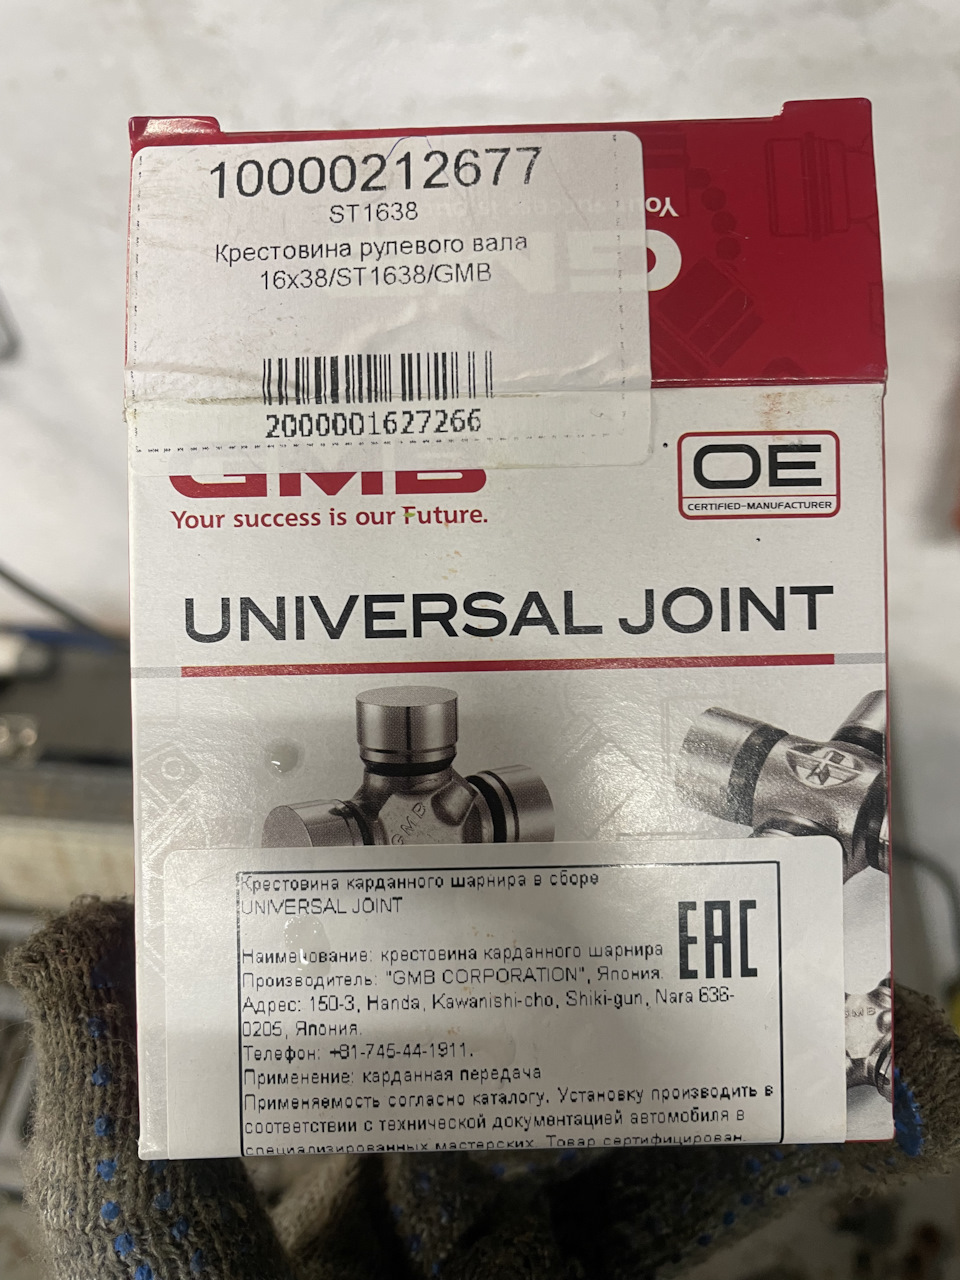 10000212677
ST1638
Крестовина рулевого вала
16x38/ST1638/GMB
2000001627266
GMB
Your success is our Future.
OE
CERTIFIED-MANUFACTURER
UNIVERSAL JOINT
GMB
Крестовина карданного шарнира в сборе
UNIVERSAL JOINT
EAC
Наименование: крестовина карданного шарнира
Производитель: "GMB CORPORATION", Япония.
Адрес: 150-3, Handa, Kawanishi-cho, Shiki-gun, Nara 636-
0205, Япония.
Телефон: +81-745-44-1911.
Применение: карданная передача
Применяемость согласно каталогу. Установку производить в
соответствии с технической документацией автомобиля в
специализированных мастерских. Товар сертифицирован.